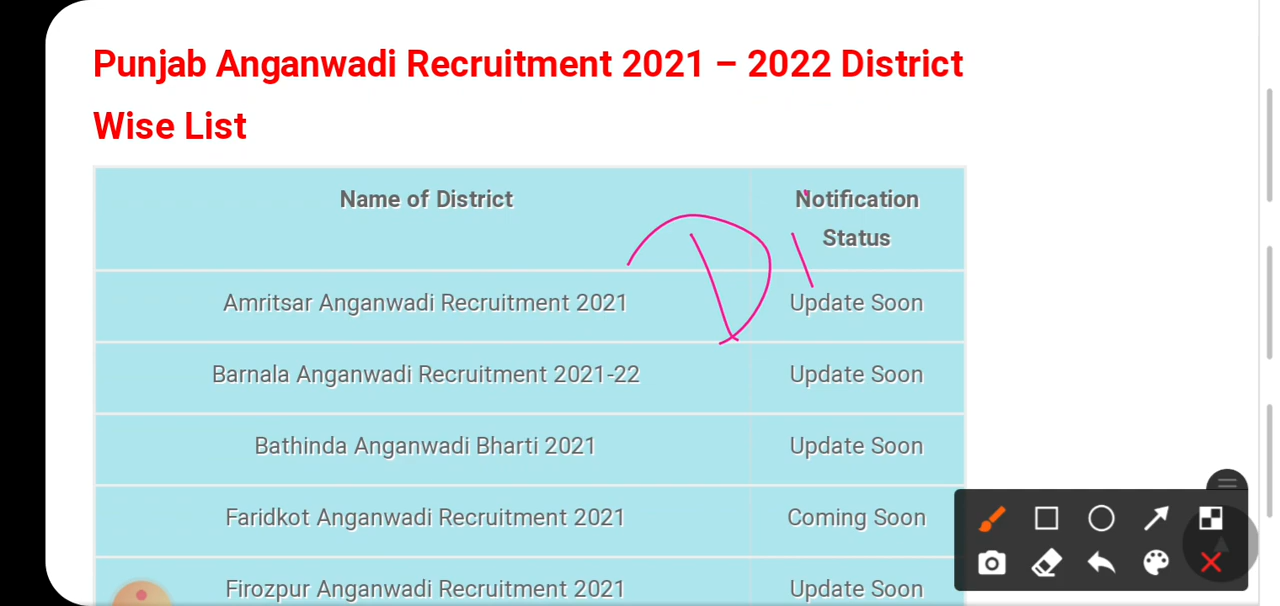 Punjab Anganwadi Recruitment 2021 – 2022 District
Wise List
Name of District
Notification
Status
Amritsar Anganwadi Recruitment 2021
Update Soon
Barnala Anganwadi Recruitment 2021-22
Update Soon
Bathinda Anganwadi Bharti 2021
Update Soon
Faridkot Anganwadi Recruitment 2021
Coming Soon
Firozpur Anganwadi Recruitment 2021
Update Soon